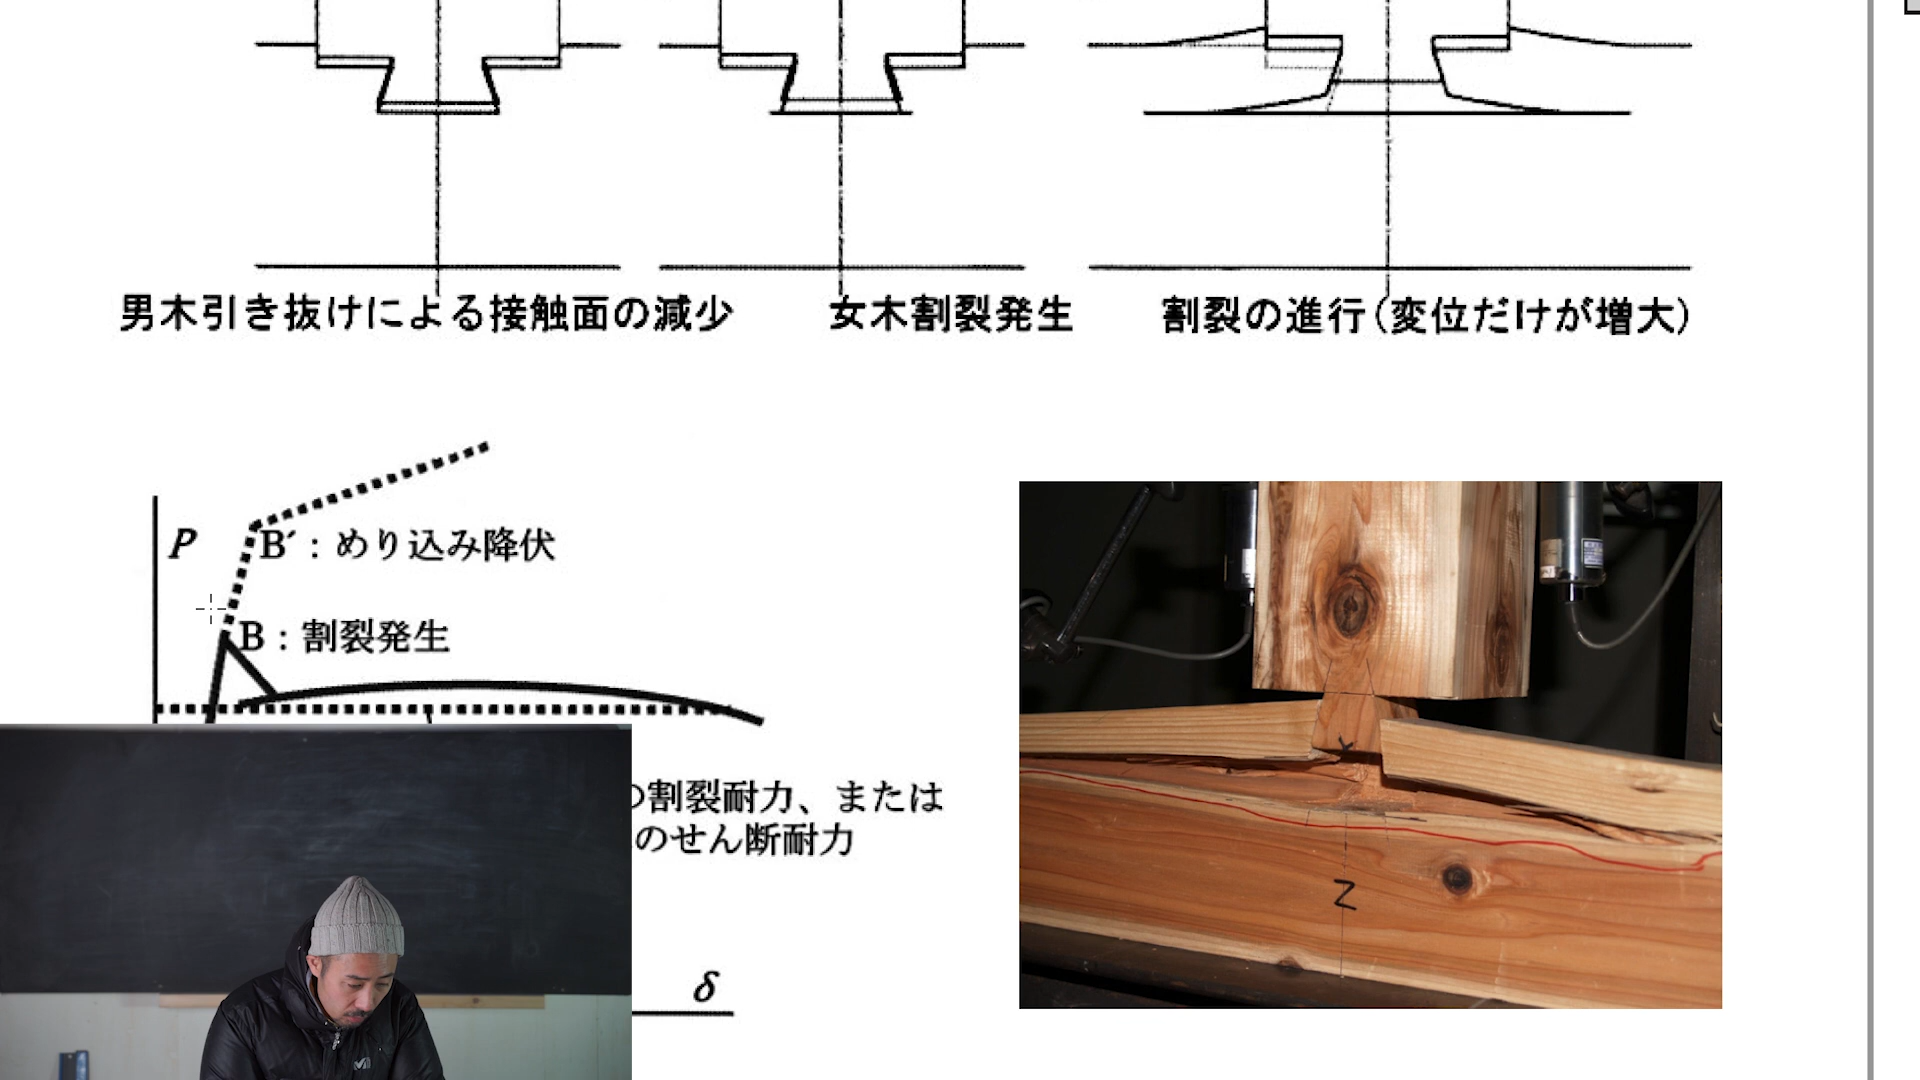 男木引き抜けによる接触面の減少
女木割裂発生
割裂の進行(変位だけが増大)
P
B´：めり込み降伏
B：割裂発生
の割裂耐力、または
のせん断耐力
δ
Z